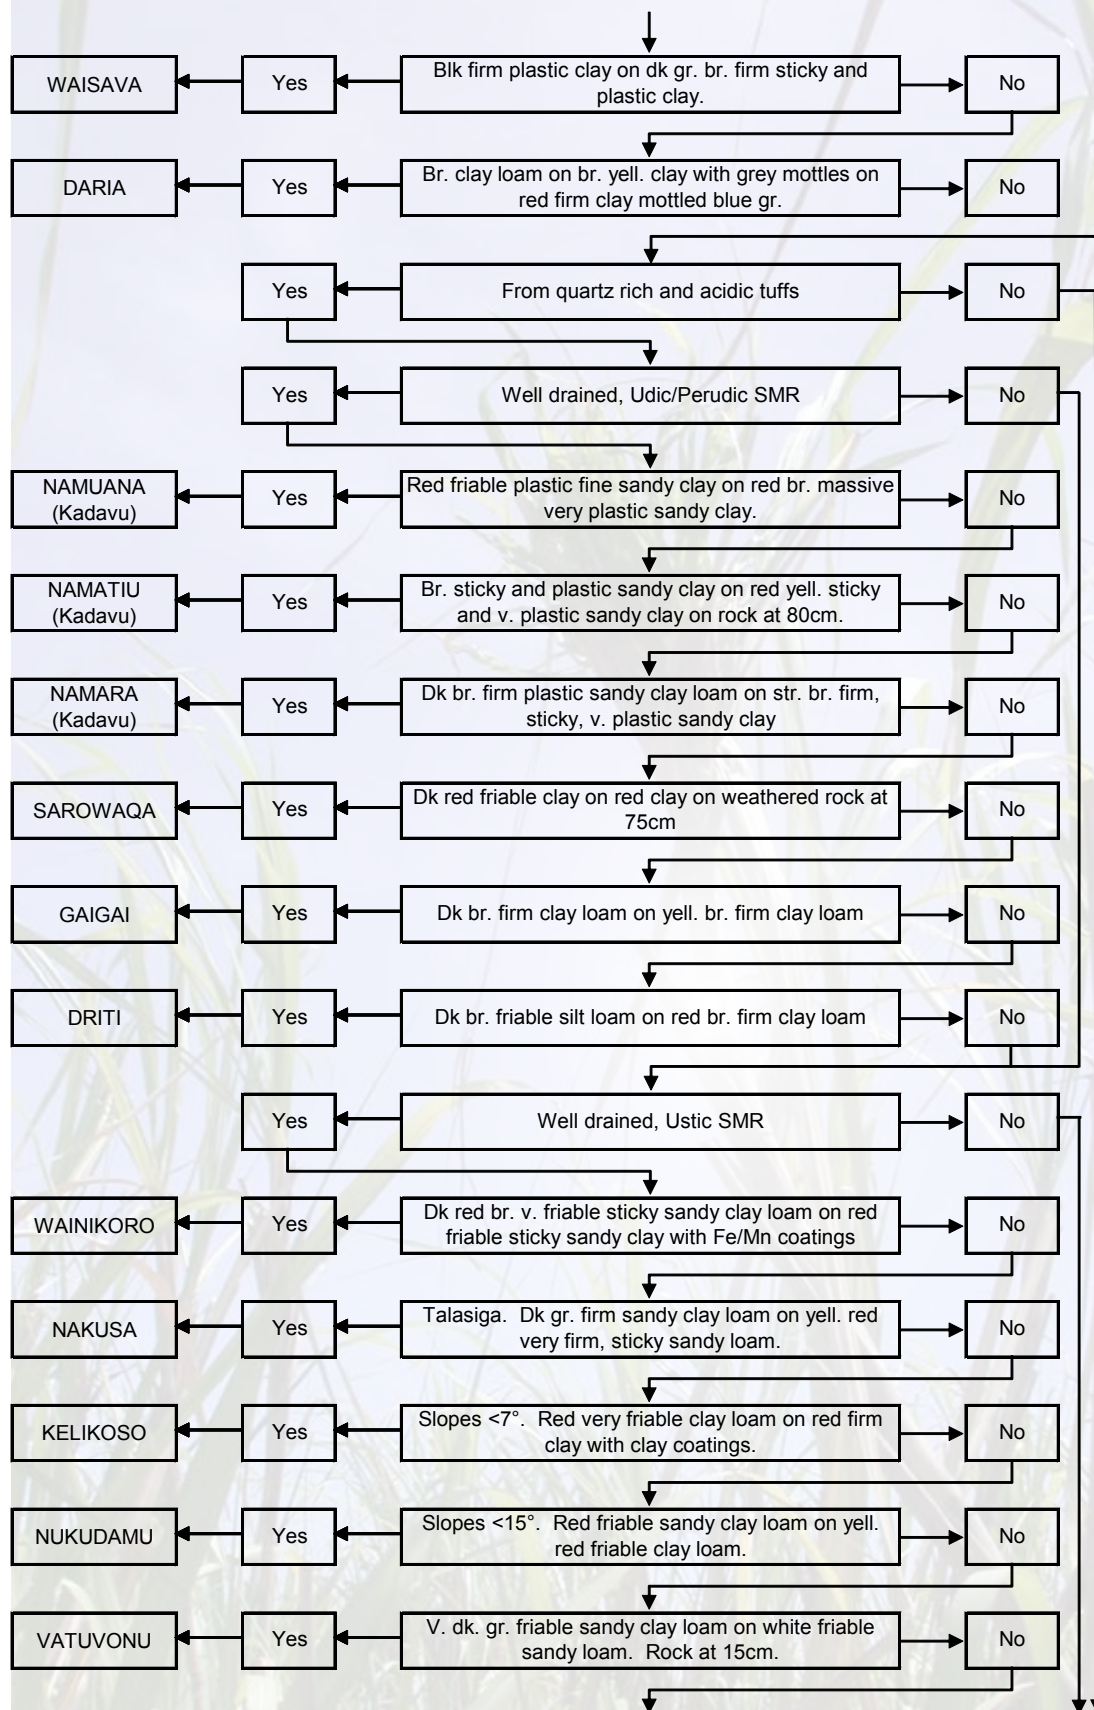 WAISAVA
Yes
Blk firm plastic clay on dk gr. br. firm sticky and
plastic clay.
No
DARIA
Yes
Br. clay loam on br. yell. clay with grey mottles on
red firm clay mottled blue gr.
No
Yes
From quartz rich and acidic tuffs
No
Yes
Well drained, Udic/Perudic SMR
No
NAMUANA
(Kadavu)
Yes
Red friable plastic fine sandy clay on red br. massive
very plastic sandy clay.
No
NAMATIU
(Kadavu)
Yes
Br. sticky and plastic sandy clay on red yell. sticky
and v. plastic sandy clay on rock at 80cm.
No
NAMARA
(Kadavu)
Yes
Dk br. firm plastic sandy clay loam on str. br. firm,
sticky, v. plastic sandy clay
No
SAROWAQA
Yes
Dk red friable clay on red clay on weathered rock at
75cm
No
GAIGAI
Yes
Dk br. firm clay loam on yell. br. firm clay loam
No
DRITI
Yes
Dk br. friable silt loam on red br. firm clay loam
No
Yes
Well drained, Ustic SMR
No
WAINIKORO
Yes
Dk red br. v. friable sticky sandy clay loam on red
friable sticky sandy clay with Fe/Mn coatings
No
NAKUSA
Yes
Talasiga. Dk gr. firm sandy clay loam on yell. red
very firm, sticky sandy loam.
No
KELIKOSO
Yes
Slopes <7°. Red very friable clay loam on red firm
clay with clay coatings.
No
NUKUDAMU
Yes
Slopes <15°. Red friable sandy clay loam on yell.
red friable clay loam.
No
VATUVONU
Yes
V. dk. gr. friable sandy clay loam on white friable
sandy loam. Rock at 15cm.
No